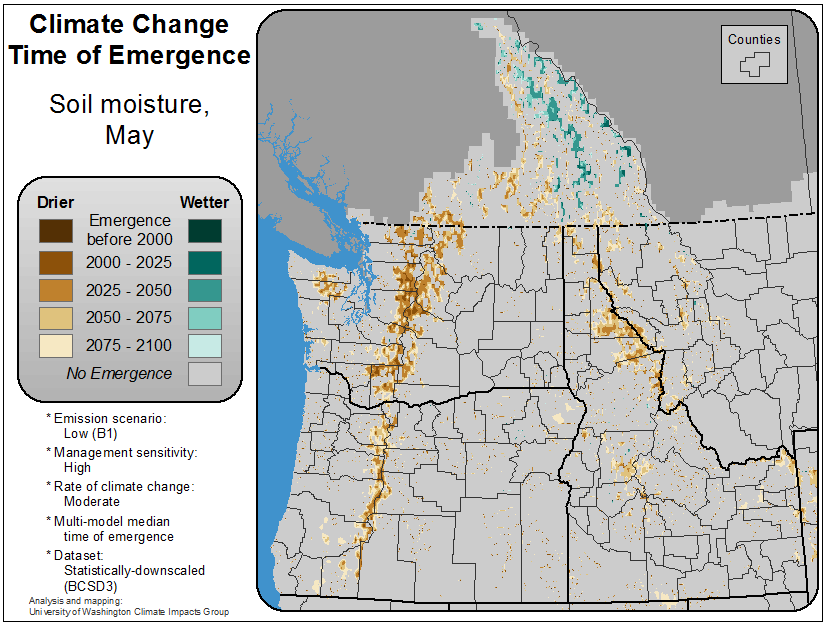 Climate Change
Time of Emergence
Soil moisture,
May
Counties
Drier
Wetter
Emergence
before 2000
2000 - 2025
2025 - 2050
2050 - 2075
2075 - 2100
No Emergence
* Emission scenario:
Low (B1)
* Management sensitivity:
High
* Rate of climate change:
Moderate
* Multi-model median
time of emergence
* Dataset:
Statistically-downscaled
(BCSD3)
Analysis and mapping:
University of Washington Climate Impacts Group